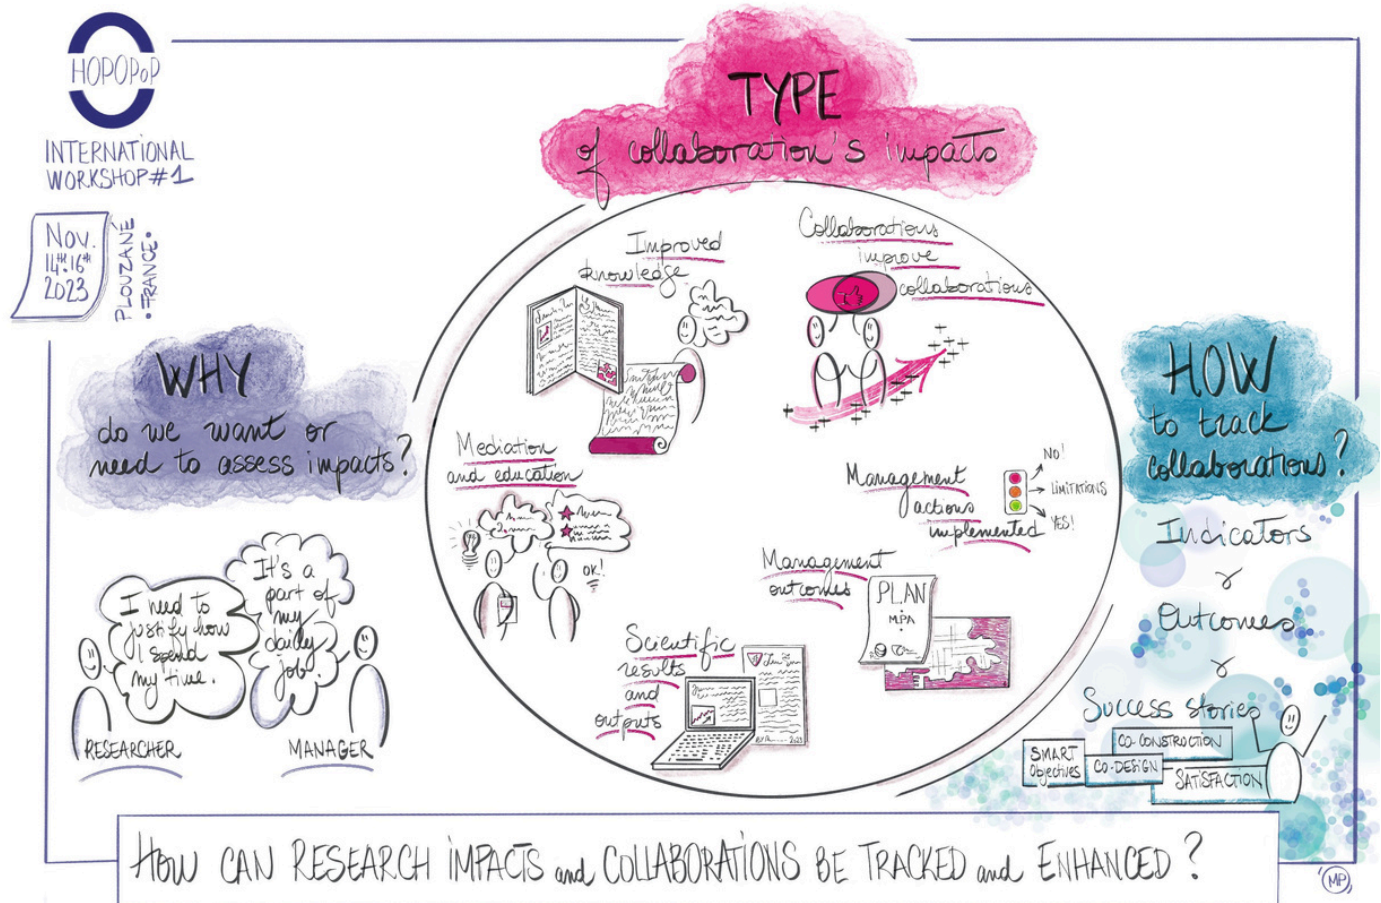 HOPOPoP
INTERNATIONAL
WORKSHOP #1
NOV.
14th.16th
2023
PLOUZANÉ
• FRANCE •
TYPE
of collaboration's impacts
WHY
do we want or
need to assess impacts?
I need to
justify how
I spend
my time.
RESEARCHER
It's a
part of
my
daily
job.
MANAGER
Improved
knowledge
Collaborations
improve
collaborations
Mediation
and education
OK!
Management
actions
implemented
NO!
LIMITATIONS
YES!
Management
outcomes
PLAN
MPA
Scientific
results
and
outputs
2023
HOW
to track
collaborations?
Indicators
Outcomes
Success stories
SMART
Objectives
CO-CONSTRUCTION
CO-DESIGN
SATISFACTION
HOW CAN RESEARCH IMPACTS and COLLABORATIONS BE TRACKED and ENHANCED ?
MP